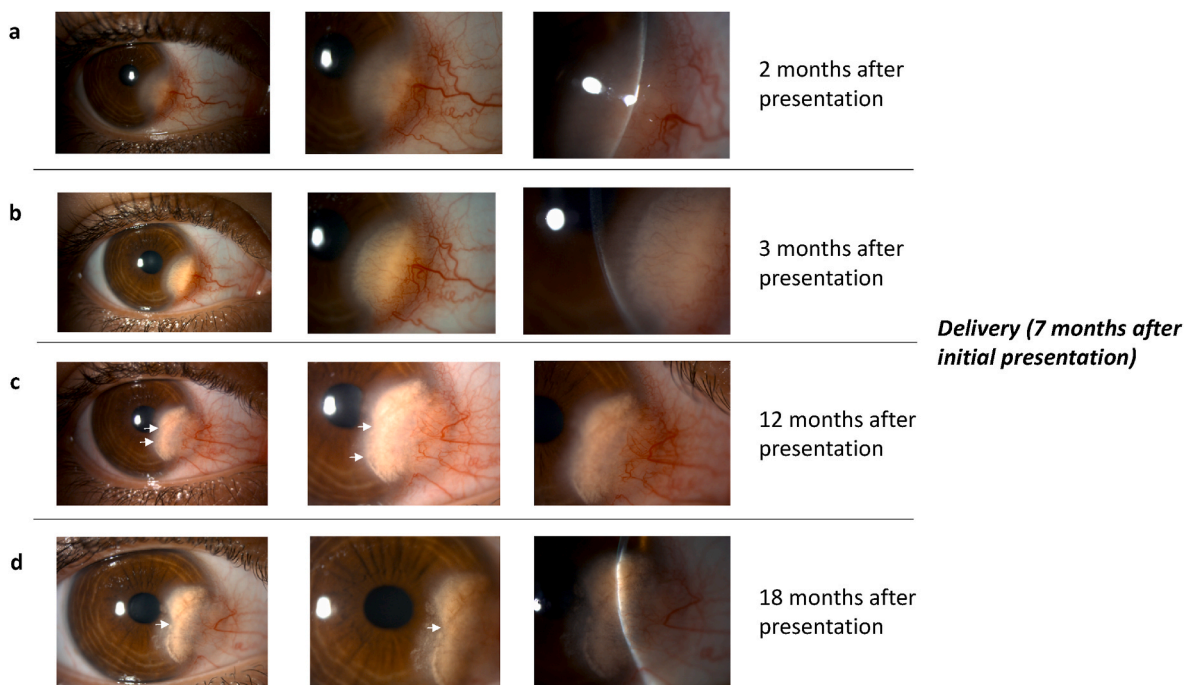 a
2 months after
presentation
b
3 months after
presentation
Delivery (7 months after
initial presentation)
c
12 months after
presentation
d
18 months after
presentation